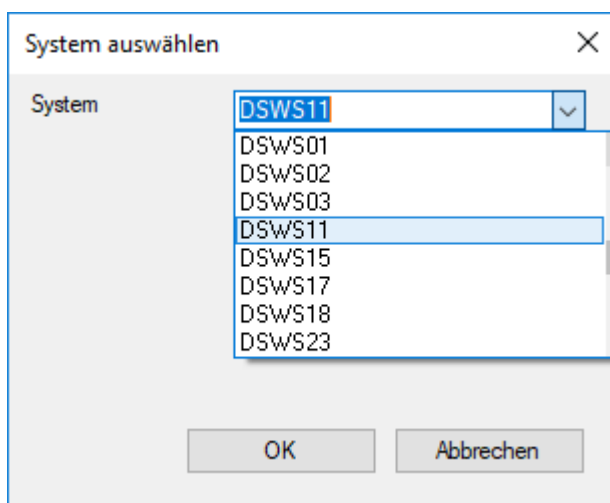 System auswählen
System
DSWS11
DSWS01
DSWS02
DSWS03
DSWS11
DSWS15
DSWS17
DSWS18
DSWS23
OK
Abbrechen